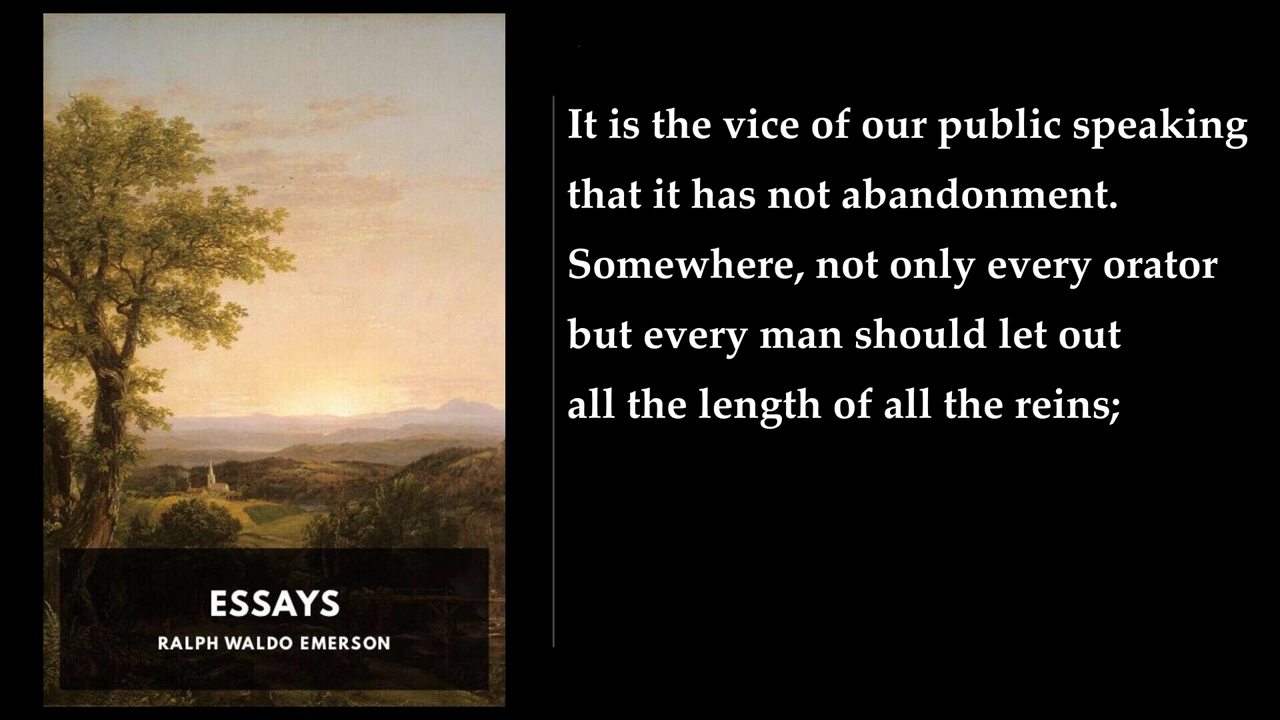 ESSAYS
RALPH WALDO EMERSON
It is the vice of our public speaking
that it has not abandonment.
Somewhere, not only every orator
but every man should let out
all the length of all the reins;